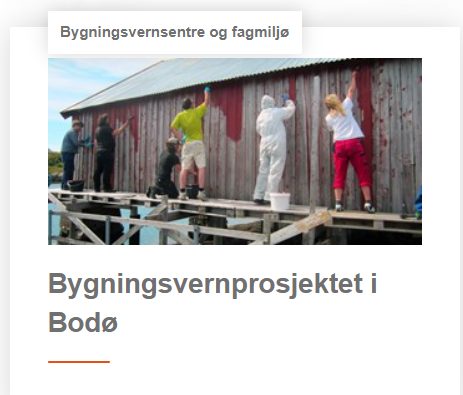 Bygningsvernsentre og fagmiljø
Bygningsvernprosjektet i
Bodø